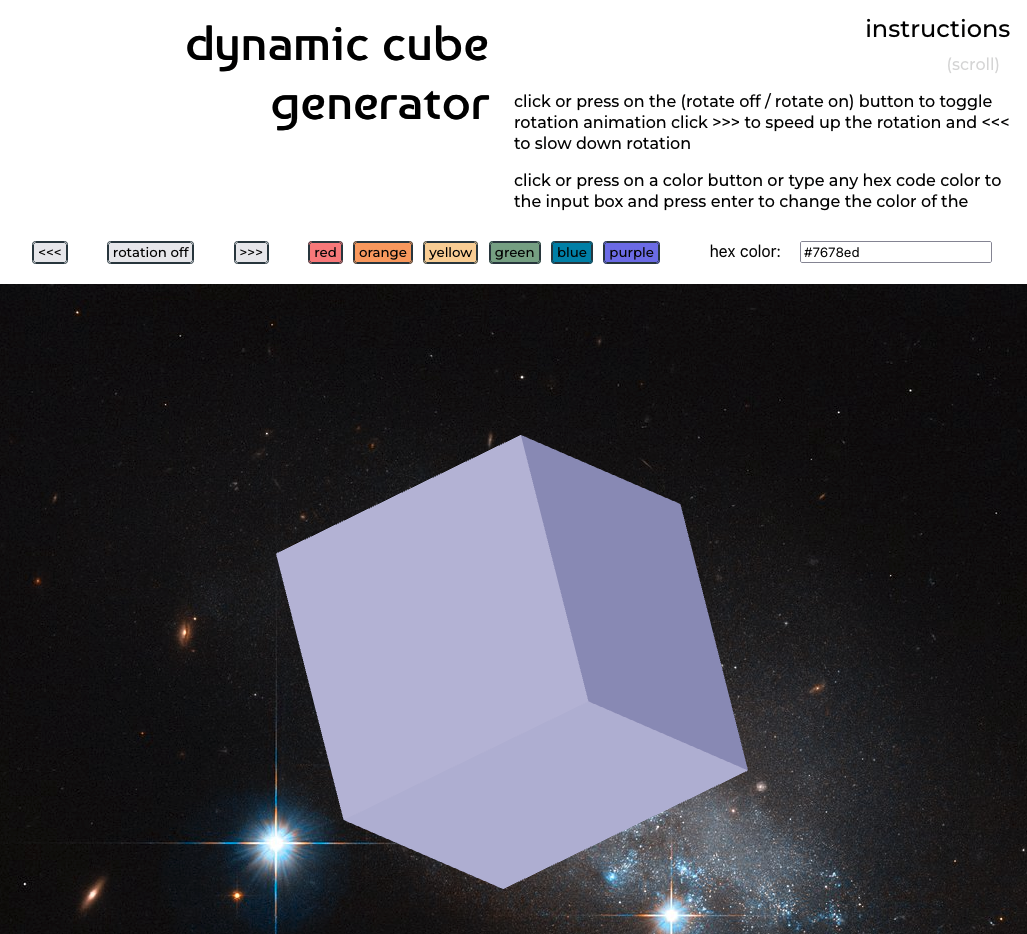 dynamic cube
generator
instructions
(scroll)
click or press on the (rotate off / rotate on) button to toggle
rotation animation click >>> to speed up the rotation and <<<
to slow down rotation
click or press on a color button or type any hex code color to
the input box and press enter to change the color of the
<<< rotation off >>> red orange yellow green blue purple hex color: #7678ed